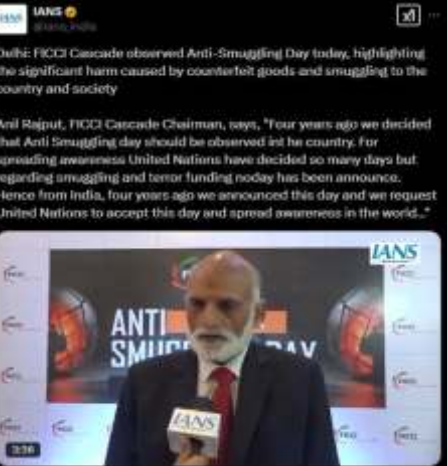 IANS
IANS
@ians_india
Delhi: FICCI Cascade observed Anti-Smuggling Day today, highlighting
the significant harm caused by counterfeit goods and smuggling to the
country and society
Anil Rajput, FICCI Cascade Chairman, says, "Four years ago we decided
that Anti Smuggling day should be observed int he country. For
spreading awareness United Nations have decided so many days but
regarding smuggling and terror funding noday has been announce.
Hence from India, four years ago we announced this day and we request
United Nations to accept this day and spread awareness in the world..."
IANS
ANTI
SMUG DAY
IANS
3:36